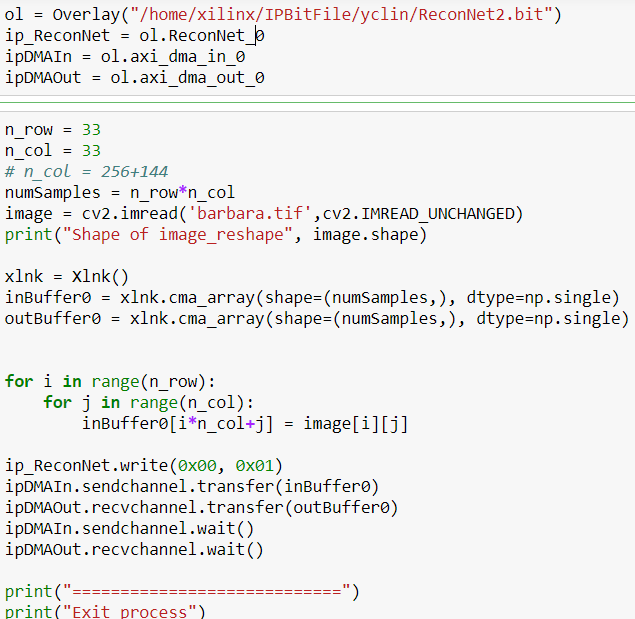 ol = Overlay("/home/xilinx/IPBitFile/yclin/ReconNet2.bit")
ip_ReconNet = ol.ReconNet_0
ipDMAIn = ol.axi_dma_in_0
ipDMAOut = ol.axi_dma_out_0
n_row = 33
n_col = 33
# n_col = 256+144
numSamples = n_row*n_col
image = cv2.imread('barbara.tif',cv2.IMREAD_UNCHANGED)
print("Shape of image_reshape", image.shape)
xlnk = Xlnk()
inBuffer0 = xlnk.cma_array(shape=(numSamples,), dtype=np.single)
outBuffer0 = xlnk.cma_array(shape=(numSamples,), dtype=np.single)
for i in range(n_row):
    for j in range(n_col):
        inBuffer0[i*n_col+j] = image[i][j]
ip_ReconNet.write(0x00, 0x01)
ipDMAIn.sendchannel.transfer(inBuffer0)
ipDMAOut.recvchannel.transfer(outBuffer0)
ipDMAIn.sendchannel.wait()
ipDMAOut.recvchannel.wait()
print("============================")
print("Exit process")